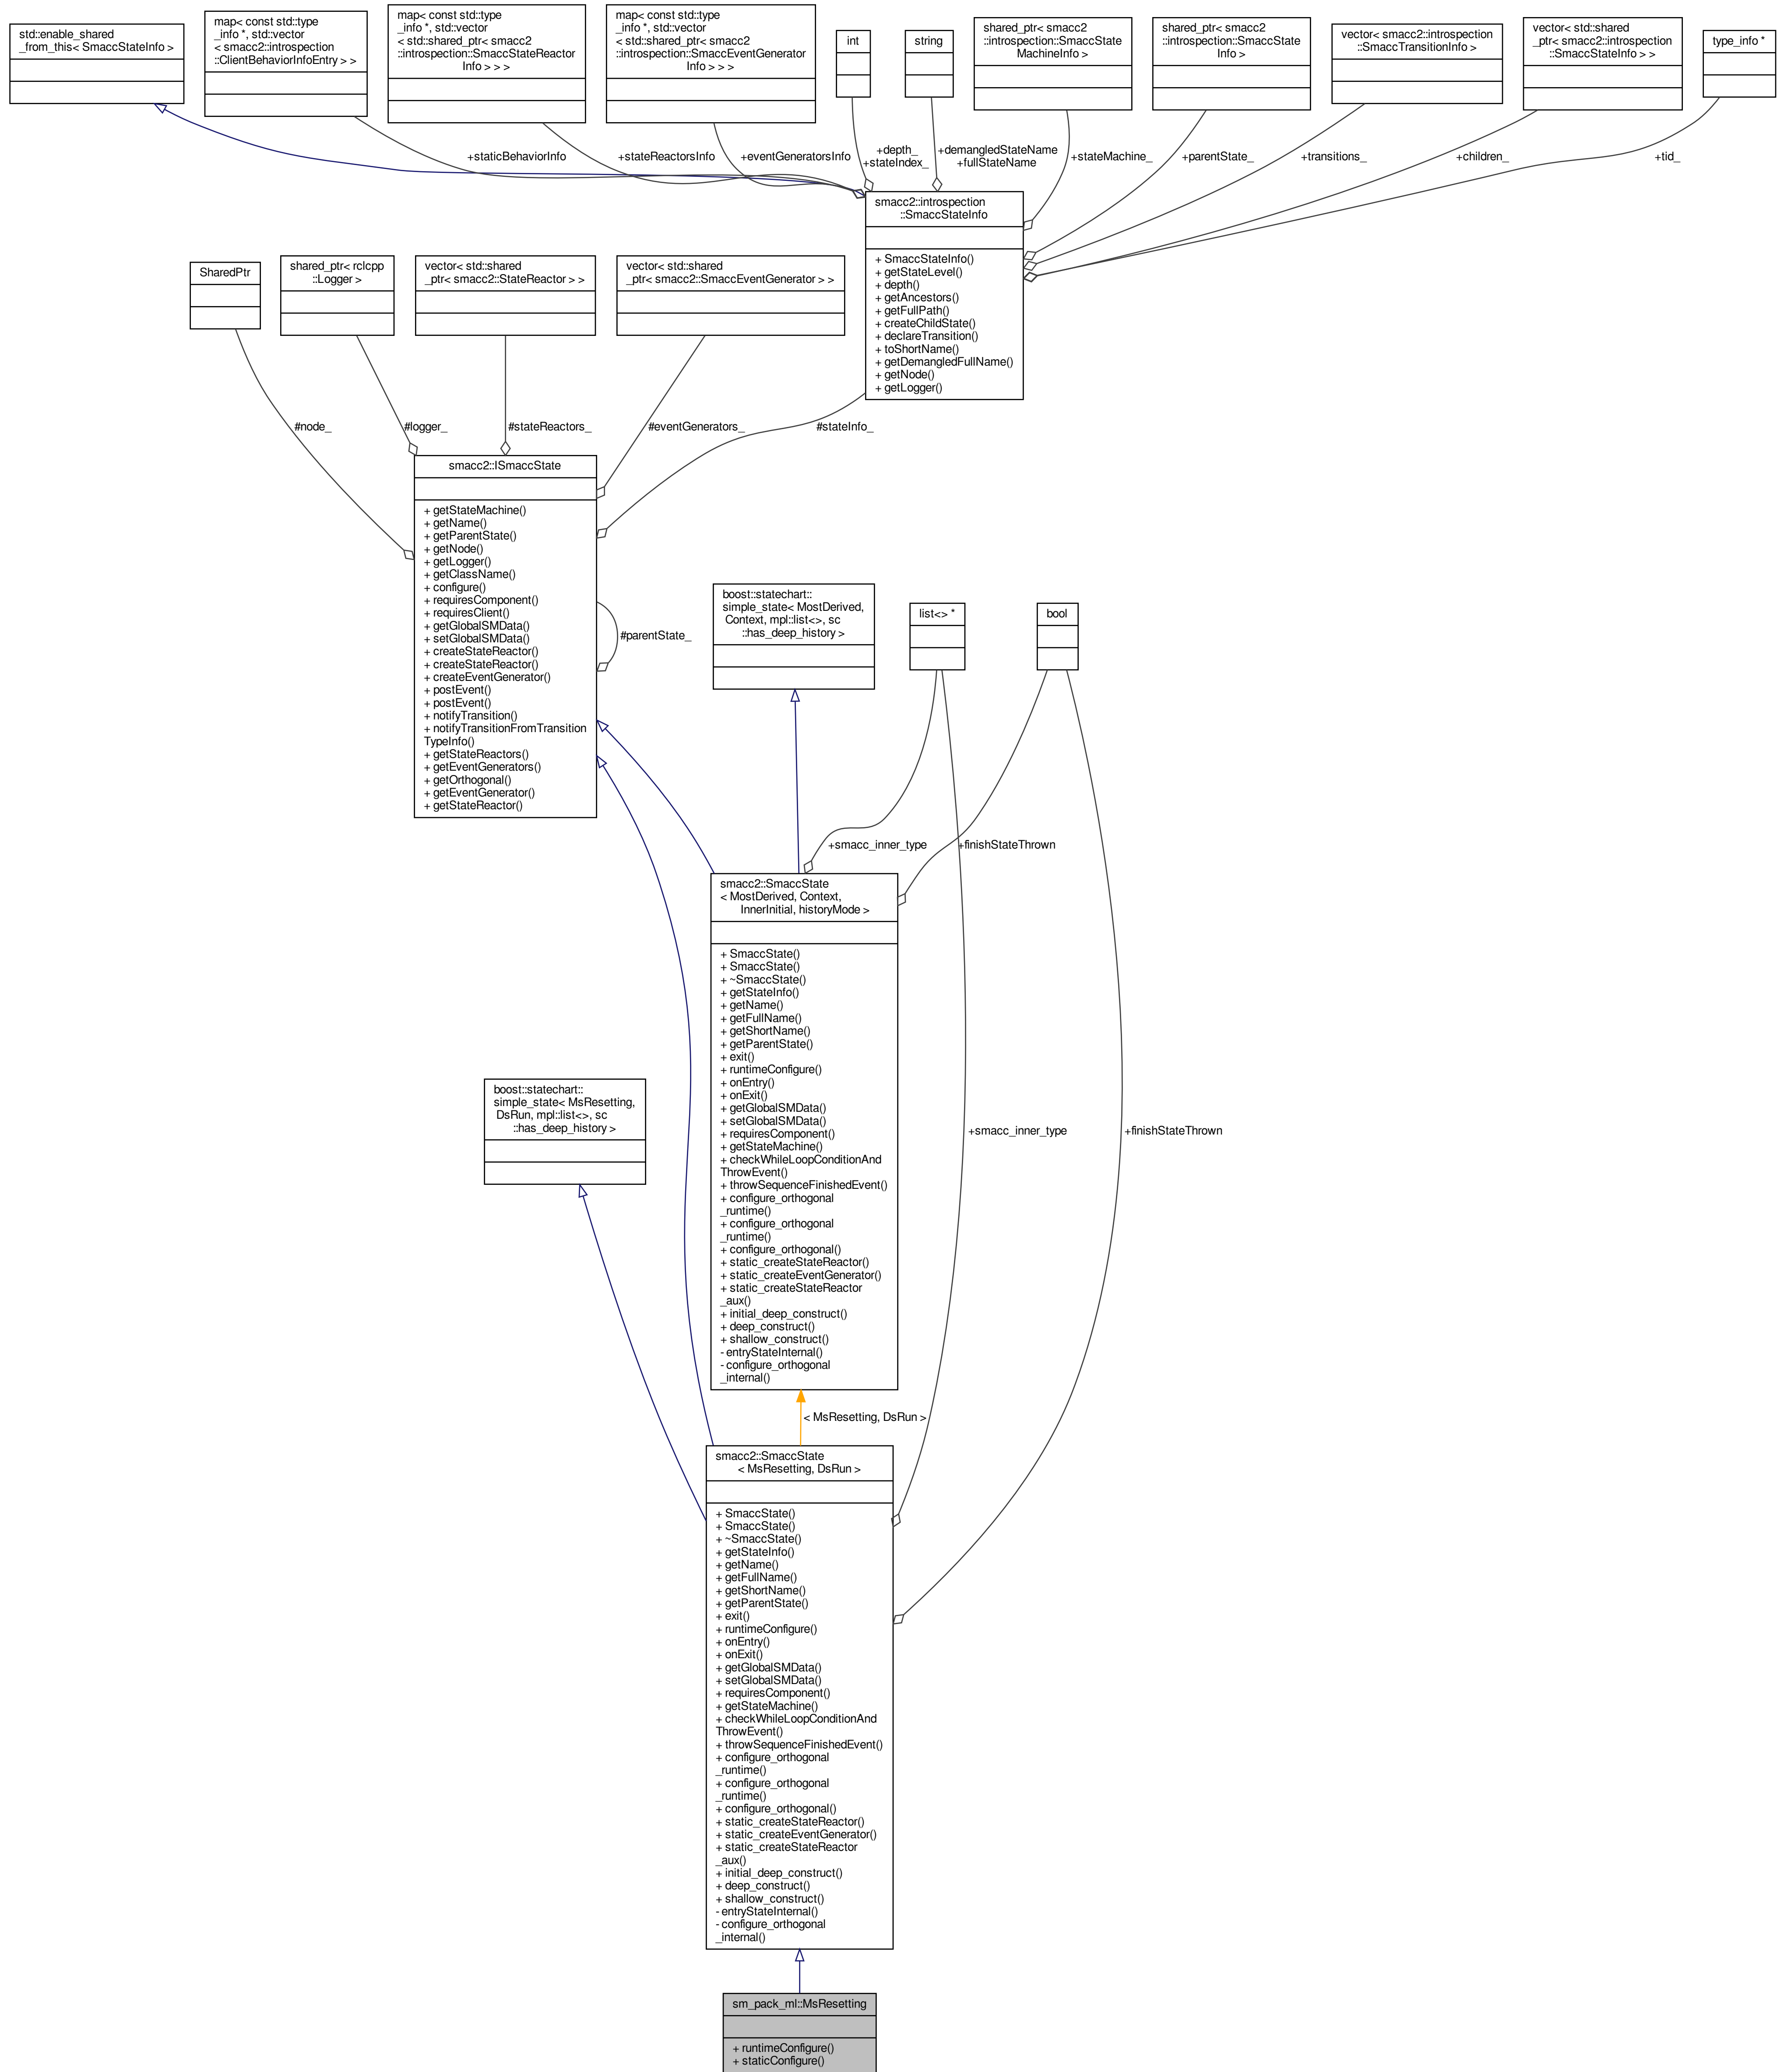 std::enable_shared
_from_this< SmaccStateInfo >
map< const std::type
_info *, std::vector
< smacc2::introspection
::ClientBehaviorInfoEntry > >
map< const std::type
_info *, std::vector
< std::shared_ptr< smacc2
::introspection::SmaccStateReactor
Info > > >
map< const std::type
_info *, std::vector
< std::shared_ptr< smacc2
::introspection::SmaccEventGenerator
Info > > >
int
string
shared_ptr< smacc2
::introspection::SmaccState
MachineInfo >
shared_ptr< smacc2
::introspection::SmaccState
Info >
vector< smacc2::introspection
::SmaccTransitionInfo >
vector< std::shared
_ptr< smacc2::introspection
::SmaccStateInfo > >
type_info *
+staticBehaviorInfo
+stateReactorsInfo
+eventGeneratorsInfo
+depth_
+stateIndex_
+demangledStateName
+fullStateName
+stateMachine_
+parentState_
+transitions_
+children_
+tid_
smacc2::introspection
::SmaccStateInfo
+ SmaccStateInfo()
+ getStateLevel()
+ depth()
+ getAncestors()
+ getFullPath()
+ createChildState()
+ declareTransition()
+ toShortName()
+ getDemangledFullName()
+ getNode()
+ getLogger()
SharedPtr
shared_ptr< rclcpp
::Logger >
vector< std::shared
_ptr< smacc2::StateReactor > >
vector< std::shared
_ptr< smacc2::SmaccEventGenerator > >
#node_
#logger_
#stateReactors_
#eventGenerators_
#stateInfo_
smacc2::ISmaccState
+ getStateMachine()
+ getName()
+ getParentState()
+ getNode()
+ getLogger()
+ getClassName()
+ configure()
+ requiresComponent()
+ requiresClient()
+ getGlobalSMData()
+ setGlobalSMData()
+ createStateReactor()
+ createStateReactor()
+ createEventGenerator()
+ postEvent()
+ postEvent()
+ notifyTransition()
+ notifyTransitionFromTransition
TypeInfo()
+ getStateReactors()
+ getEventGenerators()
+ getOrthogonal()
+ getEventGenerator()
+ getStateReactor()
#parentState_
boost::statechart::
simple_state< MostDerived,
Context, mpl::list<>, sc
::has_deep_history >
list<> *
bool
+smacc_inner_type
+finishStateThrown
smacc2::SmaccState
< MostDerived, Context,
InnerInitial, historyMode >
+ SmaccState()
+ SmaccState()
+ ~SmaccState()
+ getStateInfo()
+ getName()
+ getFullName()
+ getShortName()
+ getParentState()
+ exit()
+ runtimeConfigure()
+ onEntry()
+ onExit()
+ getGlobalSMData()
+ setGlobalSMData()
+ requiresComponent()
+ getStateMachine()
+ checkWhileLoopConditionAnd
ThrowEvent()
+ throwSequenceFinishedEvent()
+ configure_orthogonal
_runtime()
+ configure_orthogonal
_runtime()
+ configure_orthogonal()
+ static_createStateReactor()
+ static_createEventGenerator()
+ static_createStateReactor
_aux()
+ initial_deep_construct()
+ deep_construct()
+ shallow_construct()
- entryStateInternal()
- configure_orthogonal
_internal()
boost::statechart::
simple_state< MsResetting,
DsRun, mpl::list<>, sc
::has_deep_history >
+smacc_inner_type
+finishStateThrown
< MsResetting, DsRun >
smacc2::SmaccState
< MsResetting, DsRun >
+ SmaccState()
+ SmaccState()
+ ~SmaccState()
+ getStateInfo()
+ getName()
+ getFullName()
+ getShortName()
+ getParentState()
+ exit()
+ runtimeConfigure()
+ onEntry()
+ onExit()
+ getGlobalSMData()
+ setGlobalSMData()
+ requiresComponent()
+ getStateMachine()
+ checkWhileLoopConditionAnd
ThrowEvent()
+ throwSequenceFinishedEvent()
+ configure_orthogonal
_runtime()
+ configure_orthogonal
_runtime()
+ configure_orthogonal()
+ static_createStateReactor()
+ static_createEventGenerator()
+ static_createStateReactor
_aux()
+ initial_deep_construct()
+ deep_construct()
+ shallow_construct()
- entryStateInternal()
- configure_orthogonal
_internal()
sm_pack_ml::MsResetting
+ runtimeConfigure()
+ staticConfigure()